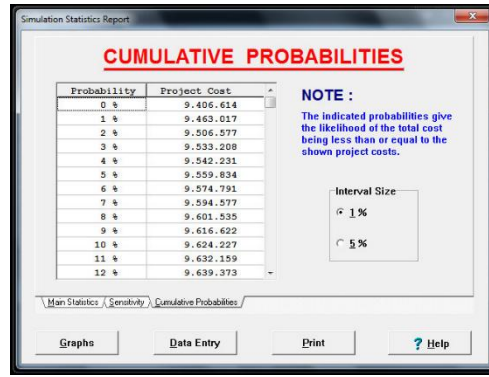 Simulation Statistics Report
CUMULATIVE PROBABILITIES
Probability Project Cost
0 % 9.406.614
1 % 9.463.017
2 % 9.506.577
3 % 9.533.208
4 % 9.542.231
5 % 9.559.834
6 % 9.574.791
7 % 9.594.577
8 % 9.601.535
9 % 9.616.622
10 % 9.624.227
11 % 9.632.159
12 % 9.639.373
NOTE :
The indicated probabilities give
the likelihood of the total cost
being less than or equal to the
shown project costs.
Interval Size
1 %
5 %
Main Statistics Sensitivity Cumulative Probabilities
Graphs Data Entry Print ? Help